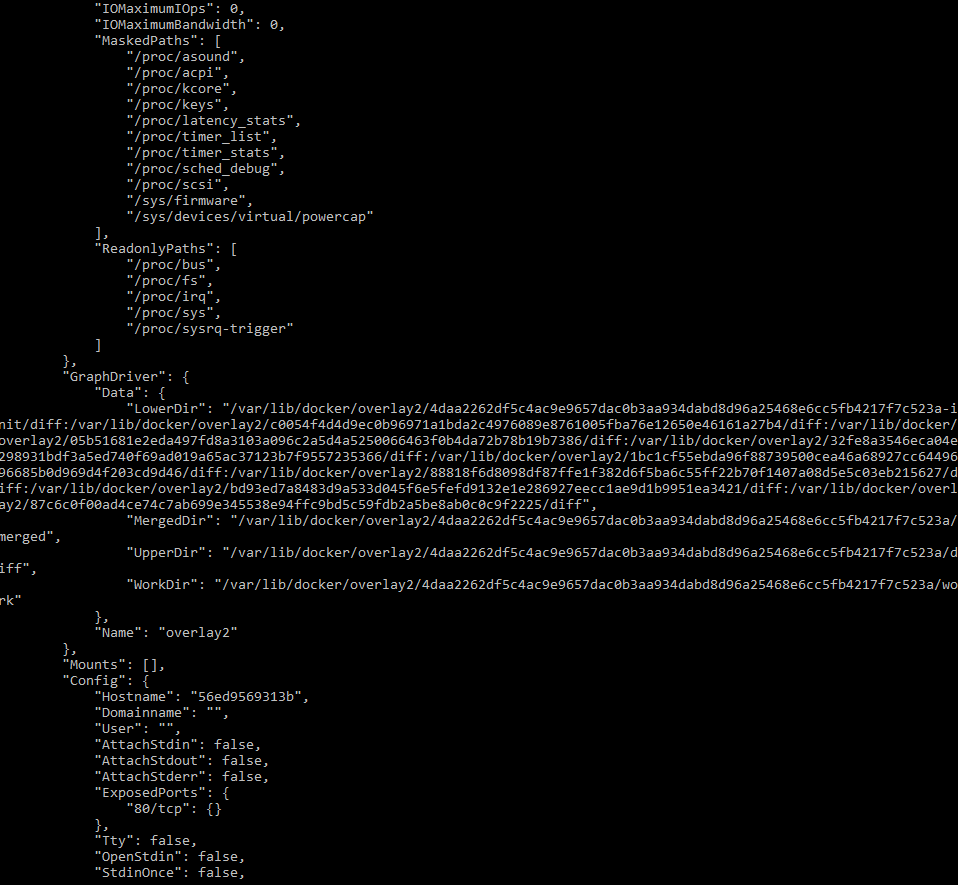 "IOMaximumIOps": 0,
"IOMaximumBandwidth": 0,
"MaskedPaths": [
"/proc/asound",
"/proc/acpi",
"/proc/kcore",
"/proc/keys",
"/proc/latency_stats",
"/proc/timer_list",
"/proc/timer_stats",
"/proc/sched_debug",
"/proc/scsi",
"/sys/firmware",
"/sys/devices/virtual/powercap"
],
"ReadonlyPaths": [
"/proc/bus",
"/proc/fs",
"/proc/irq",
"/proc/sys",
"/proc/sysrq-trigger"
]
},
"GraphDriver": {
"Data": {
"LowerDir": "/var/lib/docker/overlay2/4daa2262df5c4ac9e9657dac0b3aa934dabd8d96a25468e6cc5fb4217f7c523a-i
nit/diff:/var/lib/docker/overlay2/c0054f4d4d9ec0b96971a1bda2c4976089e8761005fba76e12650e46161a27b4/diff:/var/lib/docker/
overlay2/05b51681e2eda497fd8a3103a096c2a5d4a5250066463f0b4da72b78b19b7386/diff:/var/lib/docker/overlay2/32fe8a3546eca04e
298931bdf3a5ed740f69ad019a65ac37123b7f9557235366/diff:/var/lib/docker/overlay2/1bc1cf55ebda96f88739500cea46a68927cc64496
96685b0d969d4f203cd9d46/diff:/var/lib/docker/overlay2/88818f6d8098df87ffe1f382d6f5ba6c55ff22b70f1407a08d5e5c03eb215627/d
iff:/var/lib/docker/overlay2/bd93ed7a8483d9a533d045f6e5fefd9132e1e286927eecc1ae9d1b9951ea3421/diff:/var/lib/docker/overl
ay2/87c6c0f00ad4ce74c7ab699e345538e94ffc9bd5c59fdb2a5be8ab0c0c9f2225/diff",
"MergedDir": "/var/lib/docker/overlay2/4daa2262df5c4ac9e9657dac0b3aa934dabd8d96a25468e6cc5fb4217f7c523a/
merged",
"UpperDir": "/var/lib/docker/overlay2/4daa2262df5c4ac9e9657dac0b3aa934dabd8d96a25468e6cc5fb4217f7c523a/d
iff",
"WorkDir": "/var/lib/docker/overlay2/4daa2262df5c4ac9e9657dac0b3aa934dabd8d96a25468e6cc5fb4217f7c523a/wo
rk"
},
"Name": "overlay2"
},
"Mounts": [],
"Config": {
"Hostname": "56ed9569313b",
"Domainname": "",
"User": "",
"AttachStdin": false,
"AttachStdout": false,
"AttachStderr": false,
"ExposedPorts": {
"80/tcp": {}
},
"Tty": false,
"OpenStdin": false,
"StdinOnce": false,